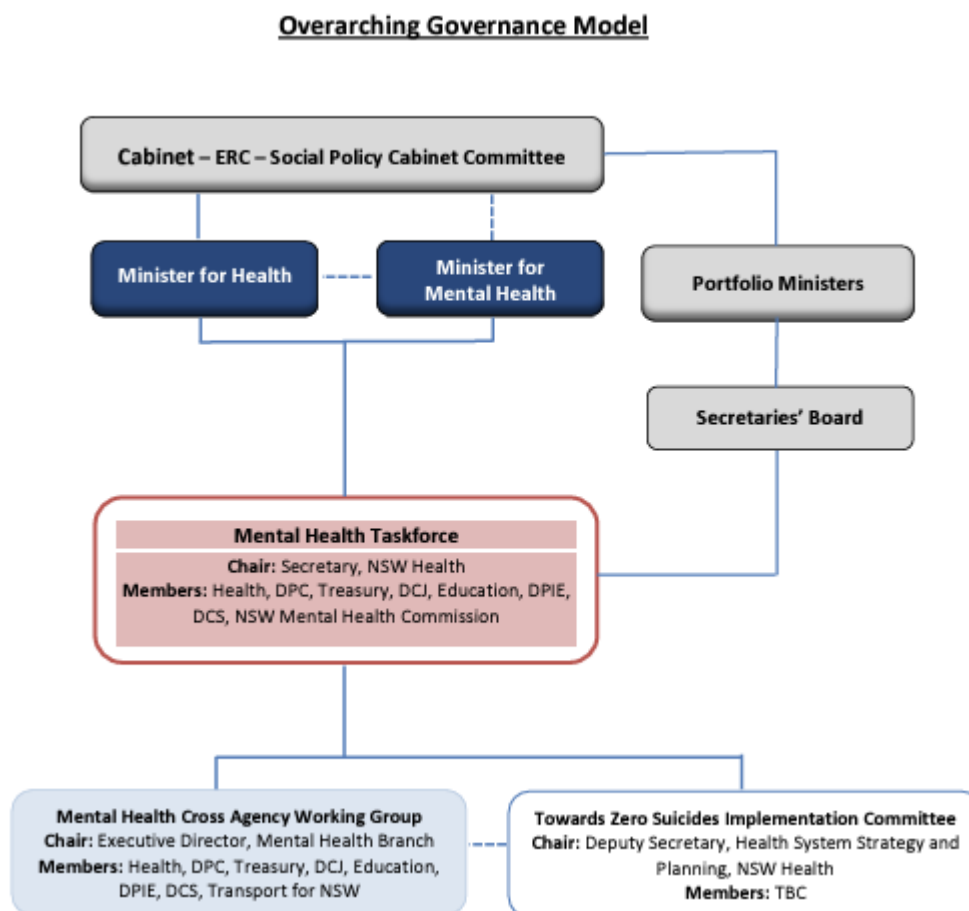 Overarching Governance Model
Cabinet – ERC – Social Policy Cabinet Committee
Minister for Health
Minister for
Mental Health
Portfolio Ministers
Secretaries’ Board
Mental Health Taskforce
Chair: Secretary, NSW Health
Members: Health, DPC, Treasury, DCJ, Education, DPIE,
DCS, NSW Mental Health Commission
Mental Health Cross Agency Working Group
Chair: Executive Director, Mental Health Branch
Members: Health, DPC, Treasury, DCJ, Education,
DPIE, DCS, Transport for NSW
Towards Zero Suicides Implementation Committee
Chair: Deputy Secretary, Health System Strategy and
Planning, NSW Health
Members: TBC